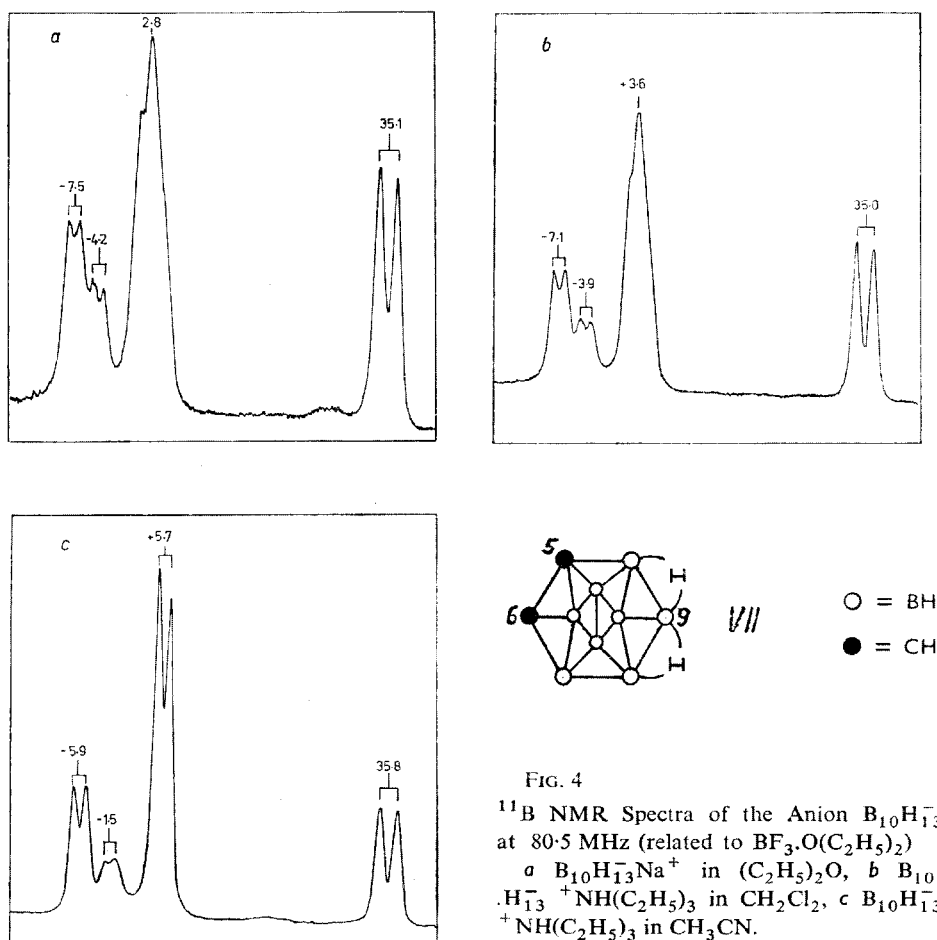 a
2·8
35·1
-7·5
-4·2
b
+3·6
35·0
-7·1
-3·9
c
+5·7
-5·9
-1·5
35·8
5
H
6
9
H
VII
○ = BH
● = CH
FIG. 4
¹¹B NMR Spectra of the Anion B₁₀H₁₃⁻
at 80·5 MHz (related to BF₃.O(C₂H₅)₂)
a B₁₀H₁₃⁻Na⁺ in (C₂H₅)₂O, b B₁₀
.H₁₃⁻ ⁺NH(C₂H₅)₃ in CH₂Cl₂, c B₁₀H₁₃⁻
⁺NH(C₂H₅)₃ in CH₃CN.